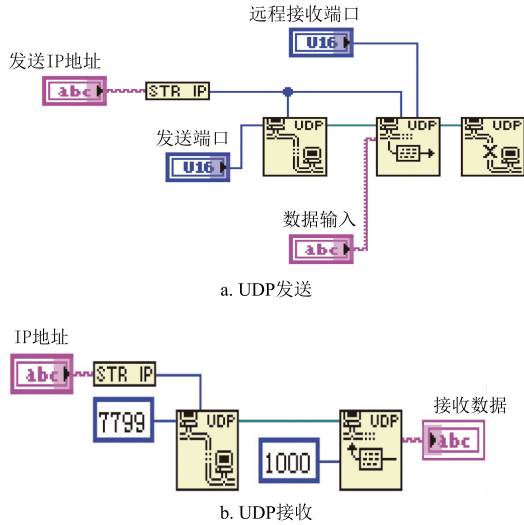 远程接收端口
U16
发送IP地址
abc
STR IP
UDP
UDP
UDP
发送端口
U16
数据输入
abc
a. UDP发送
IP地址
abc
STR IP
接收数据
7799
UDP
UDP
abc
1000
b. UDP接收